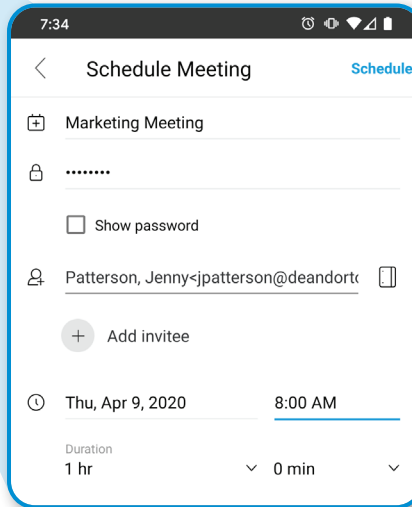 7:34
Schedule Meeting
Schedule
Marketing Meeting
••••••••
Show password
Patterson, Jenny<jpatterson@deandorto
Add invitee
Thu, Apr 9, 2020 8:00 AM
Duration
1 hr 0 min